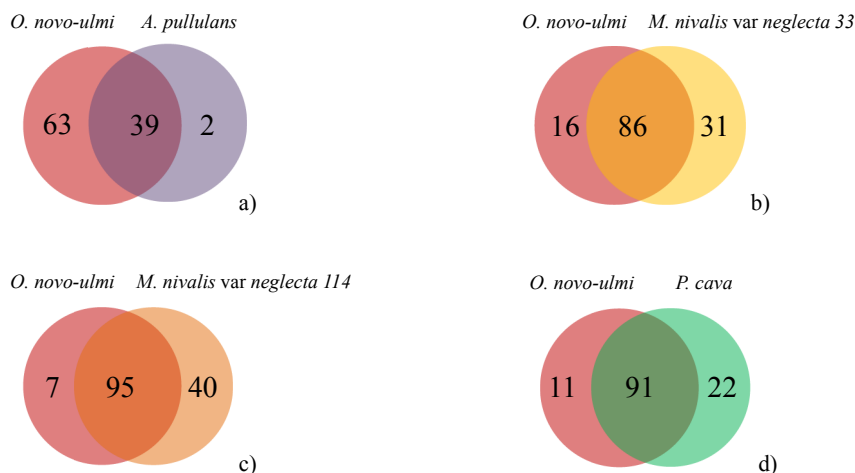 O. novo-ulmi A. pullulans
63 39 2
a)
O. novo-ulmi M. nivalis var neglecta 33
16 86 31
b)
O. novo-ulmi M. nivalis var neglecta 114
7 95 40
c)
O. novo-ulmi P. cava
11 91 22
d)